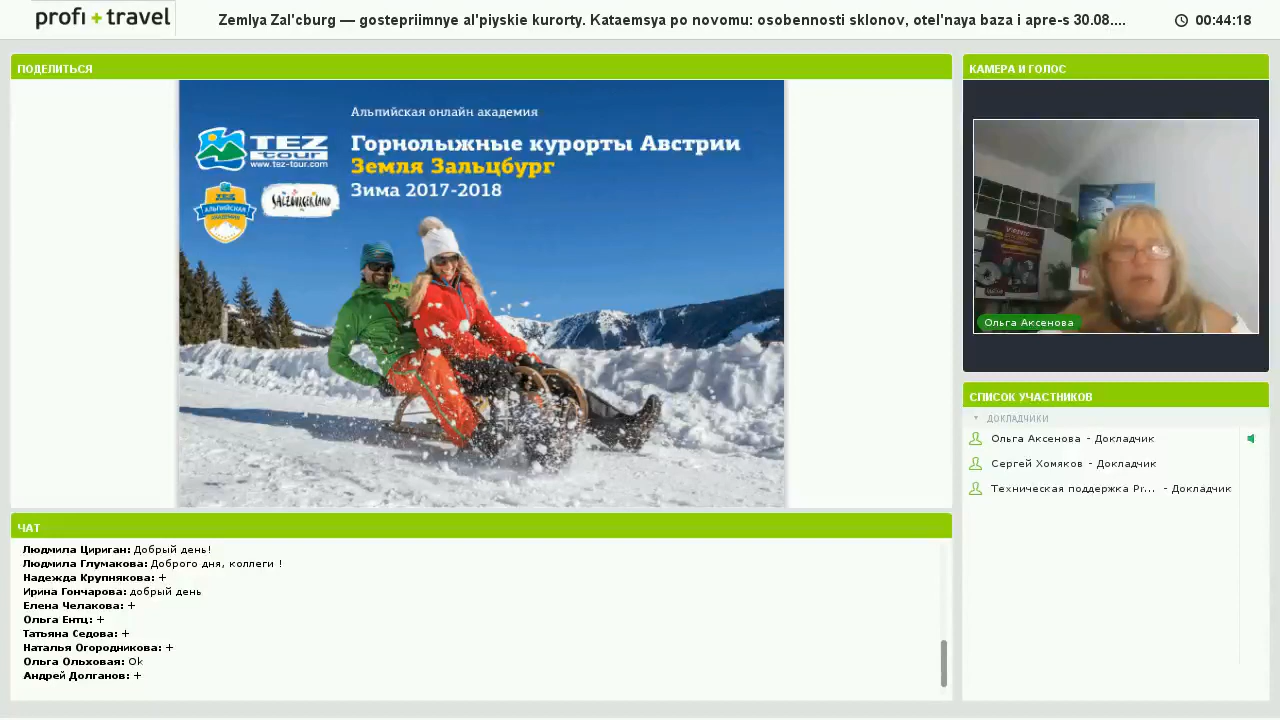 profi + travel
Zemlya Zal'cburg — gostepriimnye al'piyskie kurorty. Kataemsya po novomu: osobennosti sklonov, otel'naya baza i apre-s 30.08....
00:44:18
ПОДЕЛИТЬСЯ
Альпийская онлайн академия
Горнолыжные курорты Австрии
Земля Зальцбург
Зима 2017-2018
TEZ
tour
www.tez-tour.com
TEZ
АЛЬПИЙСКАЯ
АКАДЕМИЯ
SALZBURGERLAND
КАМЕРА И ГОЛОС
Ольга Аксенова
СПИСОК УЧАСТНИКОВ
ДОКЛАДЧИКИ
Ольга Аксенова - Докладчик
Сергей Хомяков - Докладчик
Техническая поддержка Pr... - Докладчик
ЧАТ
Людмила Цириган: Добрый день!
Людмила Глумакова: Доброго дня, коллеги !
Надежда Крупнякова: +
Ирина Гончарова: добрый день
Елена Челакова: +
Ольга Ентц: +
Татьяна Седова: +
Наталья Огородникова: +
Ольга Ольховая: Ok
Андрей Долганов: +